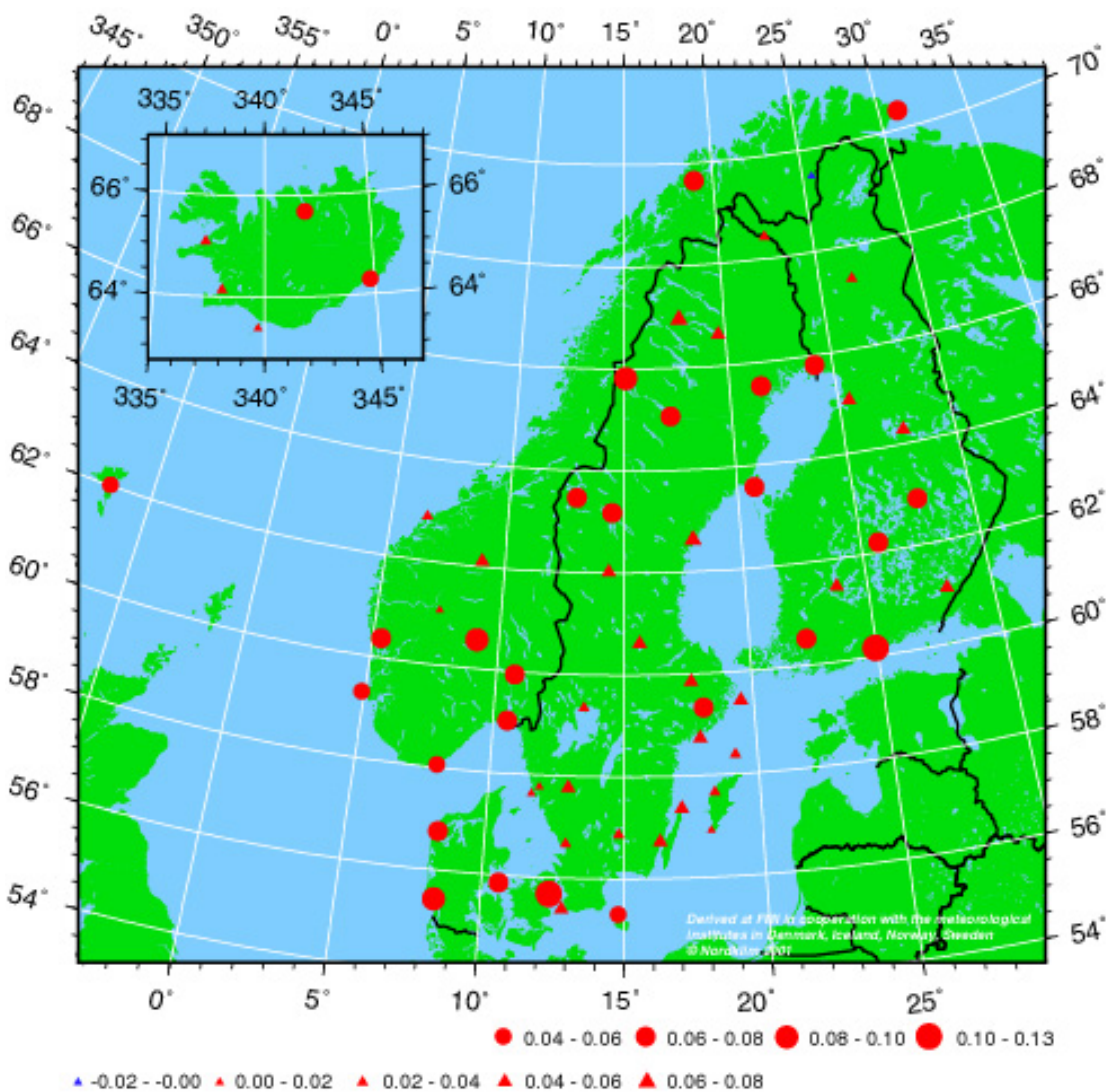 345° 350° 352° 355° 0° 5° 10° 15° 20° 25° 30° 35°
70°
335° 340° 345°
68°
68°
66° 66°
66°
66°
64° 64°
64°
335° 340° 345°
64°
62°
62°
60°
60°
58°
58°
56°
56°
54°
54°
Derived at FMI in cooperation with the meteorological
institutes in Denmark, Iceland, Norway, Sweden
© Nordklim 2001
0° 5° 10° 15° 20° 25°
0.04 - 0.06 0.06 - 0.08 0.08 - 0.10 0.10 - 0.13
-0.02 - -0.00 0.00 - 0.02 0.02 - 0.04 0.04 - 0.06 0.06 - 0.08